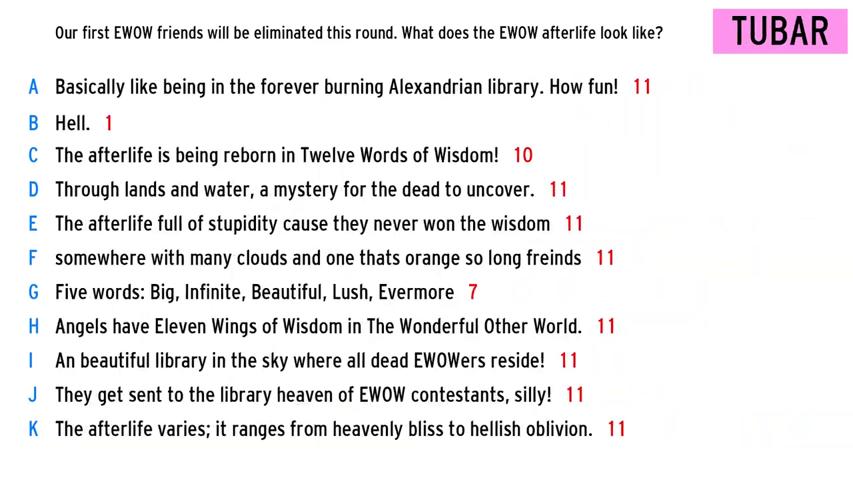 Our first EWOW friends will be eliminated this round. What does the EWOW afterlife look like?
TUBAR
A Basically like being in the forever burning Alexandrian library. How fun! 11
B Hell. 1
C The afterlife is being reborn in Twelve Words of Wisdom! 10
D Through lands and water, a mystery for the dead to uncover. 11
E The afterlife full of stupidity cause they never won the wisdom 11
F somewhere with many clouds and one thats orange so long freinds 11
G Five words: Big, Infinite, Beautiful, Lush, Evermore 7
H Angels have Eleven Wings of Wisdom in The Wonderful Other World. 11
I An beautiful library in the sky where all dead EWOWers reside! 11
J They get sent to the library heaven of EWOW contestants, silly! 11
K The afterlife varies; it ranges from heavenly bliss to hellish oblivion. 11